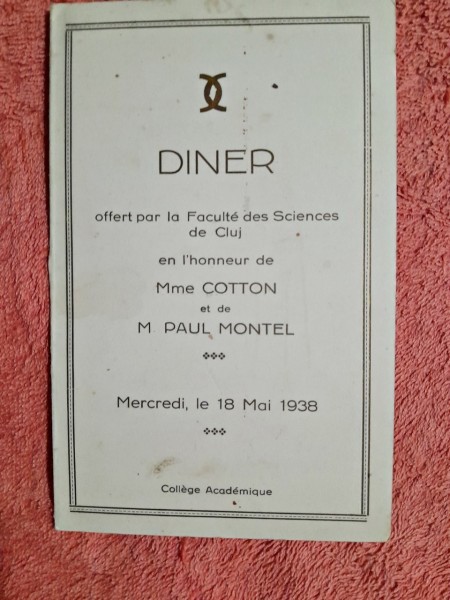 DINER
offert par la Faculté des Sciences
de Cluj
en l'honneur de
Mme COTTON
et de
M. PAUL MONTEL
Mercredi, le 18 Mai 1938
Collège Académique